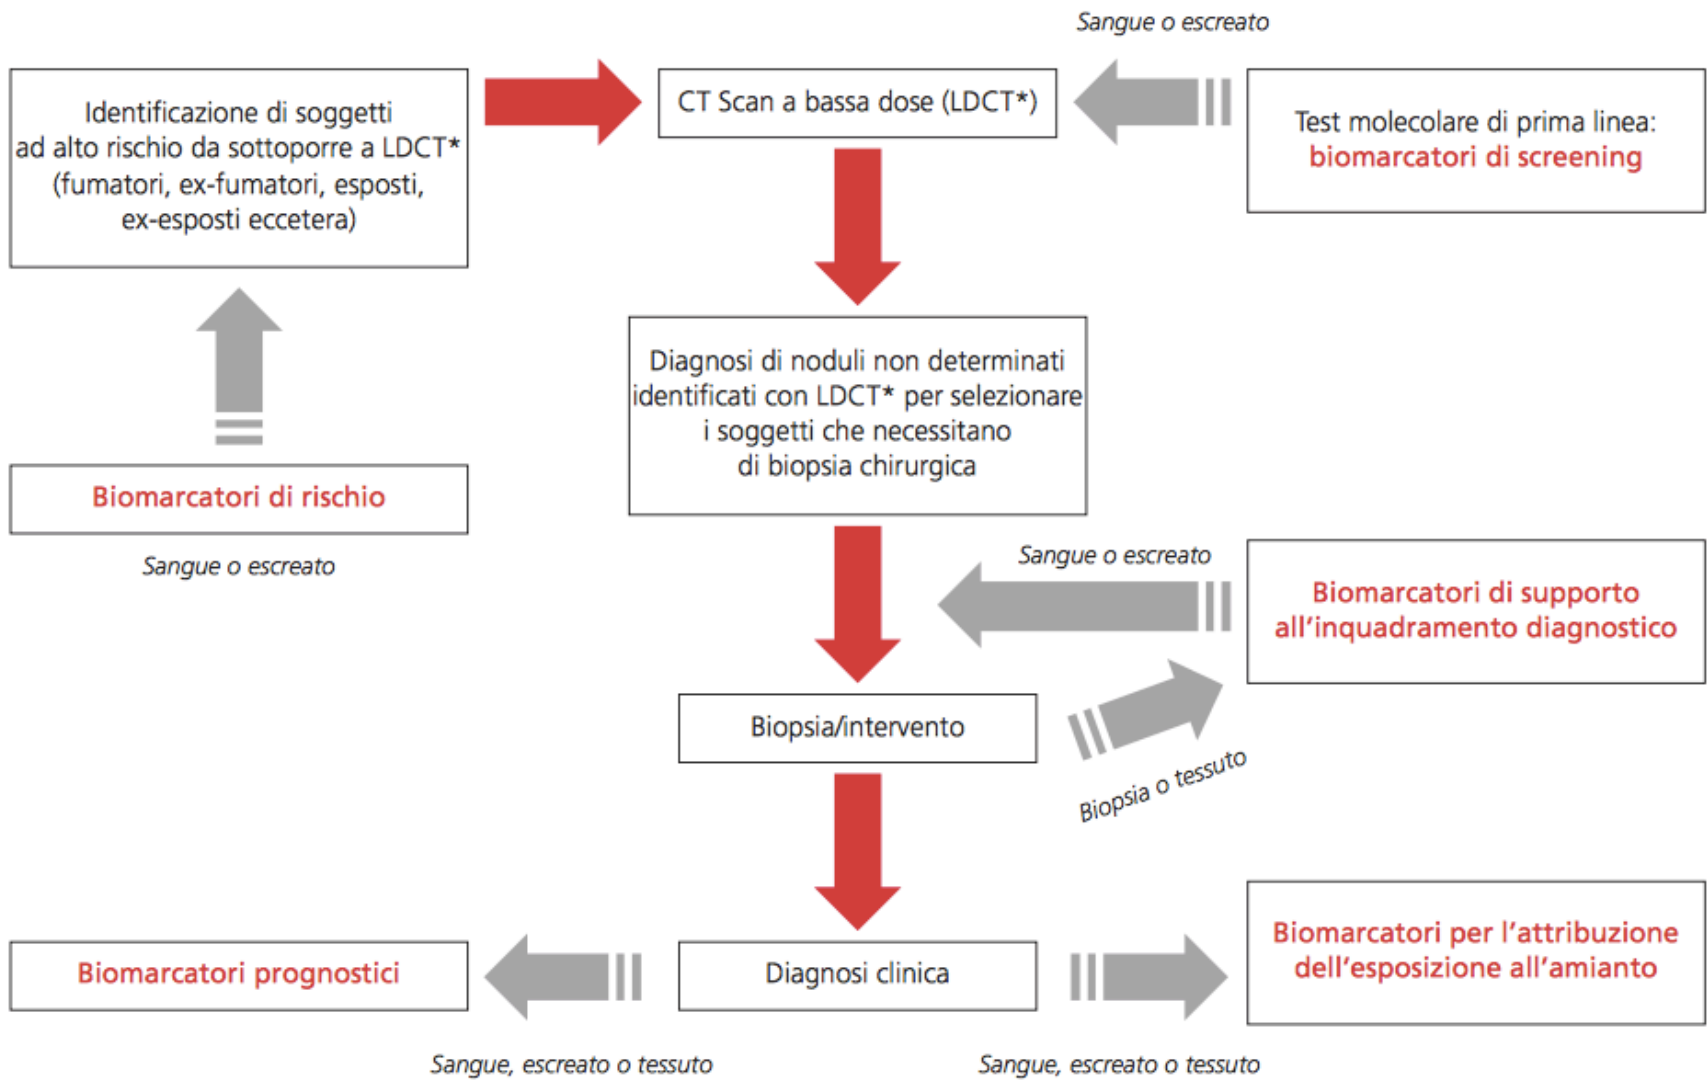 Sangue o escreato
Identificazione di soggetti
ad alto rischio da sottoporre a LDCT*
(fumatori, ex-fumatori, esposti,
ex-esposti eccetera)
CT Scan a bassa dose (LDCT*)
Test molecolare di prima linea:
biomarcatori di screening
Diagnosi di noduli non determinati
identificati con LDCT* per selezionare
i soggetti che necessitano
di biopsia chirurgica
Biomarcatori di rischio
Sangue o escreato
Sangue o escreato
Biomarcatori di supporto
all'inquadramento diagnostico
Biopsia/intervento
Biopsia o tessuto
Biomarcatori prognostici
Diagnosi clinica
Biomarcatori per l'attribuzione
dell'esposizione all'amianto
Sangue, escreato o tessuto
Sangue, escreato o tessuto